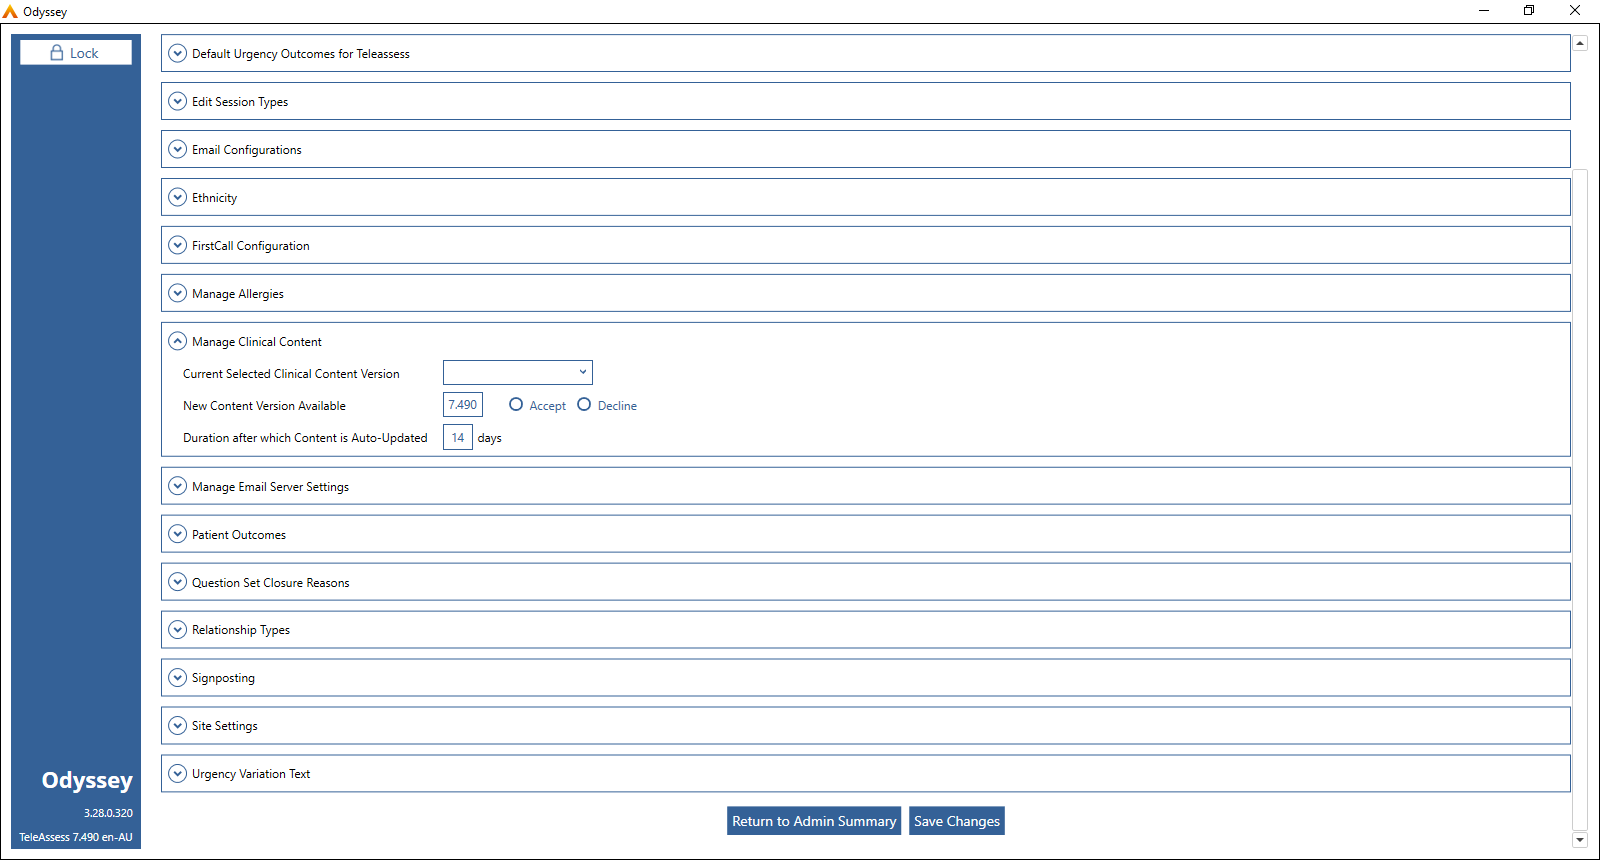 Odyssey
Lock
Default Urgency Outcomes for Teleassess
Edit Session Types
Email Configurations
Ethnicity
FirstCall Configuration
Manage Allergies
Manage Clinical Content
Current Selected Clinical Content Version
New Content Version Available 7.490 Accept Decline
Duration after which Content is Auto-Updated 14 days
Manage Email Server Settings
Patient Outcomes
Question Set Closure Reasons
Relationship Types
Signposting
Site Settings
Urgency Variation Text
Return to Admin Summary Save Changes
Odyssey
3.28.0.320
TeleAssess 7.490 en-AU